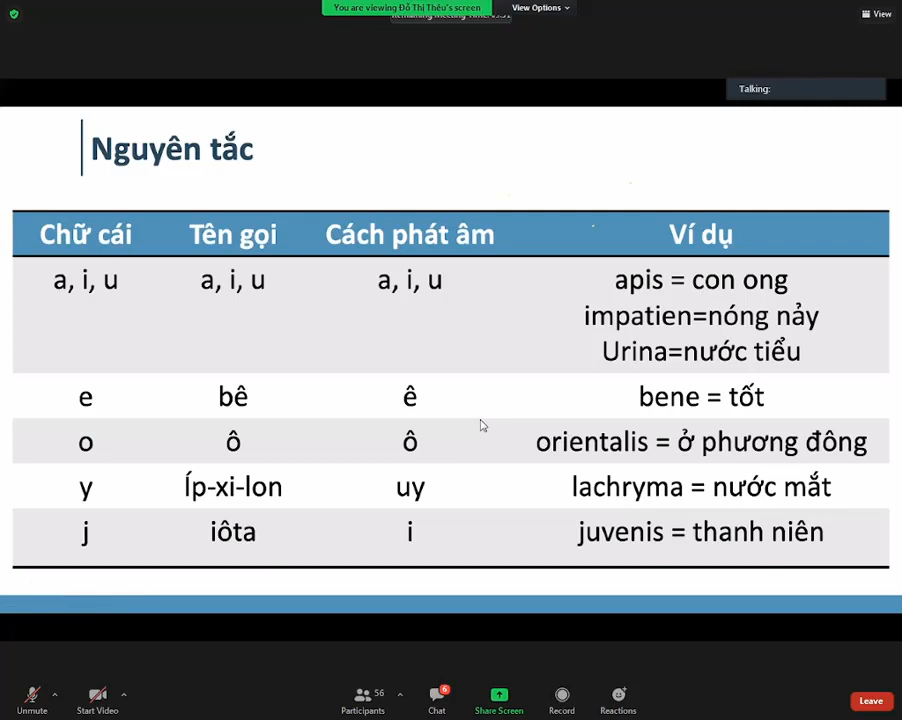 You are viewing Đỗ Thị Thêu's screen
View Options
View
Talking:
Nguyên tắc
Chữ cái Tên gọi Cách phát âm Ví dụ
a, i, u a, i, u a, i, u apis = con ong
impatien=nóng nảy
Urina=nước tiểu
e bê ê bene = tốt
o ô ô orientalis = ở phương đông
y Íp-xi-lon uy lachryma = nước mắt
j iôta i juvenis = thanh niên
56
6
Unmute Start Video Participants Chat Share Screen Record Reactions Leave